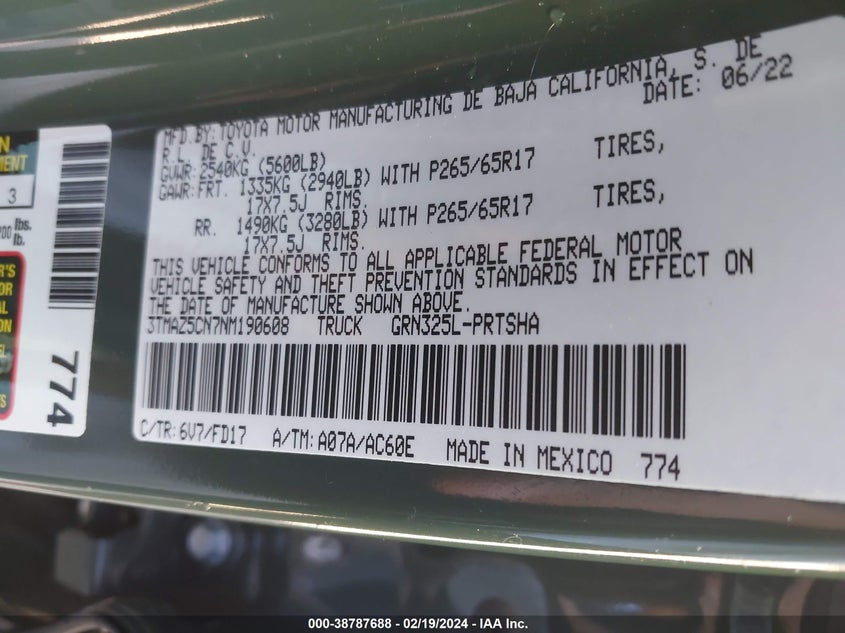 MFD.BY:TOYOTA MOTOR MANUFACTURING DE BAJA CALIFORNIA, S. DE
R.L. DE C.V. DATE: 06/22
GVWR: 2540KG (5600LB)
GAWR:FRT. 1335KG (2940LB) WITH P265/65R17 TIRES,
17X7.5J RIMS.
RR. 1490KG (3280LB) WITH P265/65R17 TIRES,
17X7.5J RIMS.
THIS VEHICLE CONFORMS TO ALL APPLICABLE FEDERAL MOTOR
VEHICLE SAFETY AND THEFT PREVENTION STANDARDS IN EFFECT ON
THE DATE OF MANUFACTURE SHOWN ABOVE.
3TMAZ5CN7NM190608 TRUCK GRN325L-PRTSHA
C/TR:6V7/FD17 A/TM:A07A/AC60E MADE IN MEXICO 774
3
lbs.
lb.
774
000-38787688 - 02/19/2024 - IAA Inc.